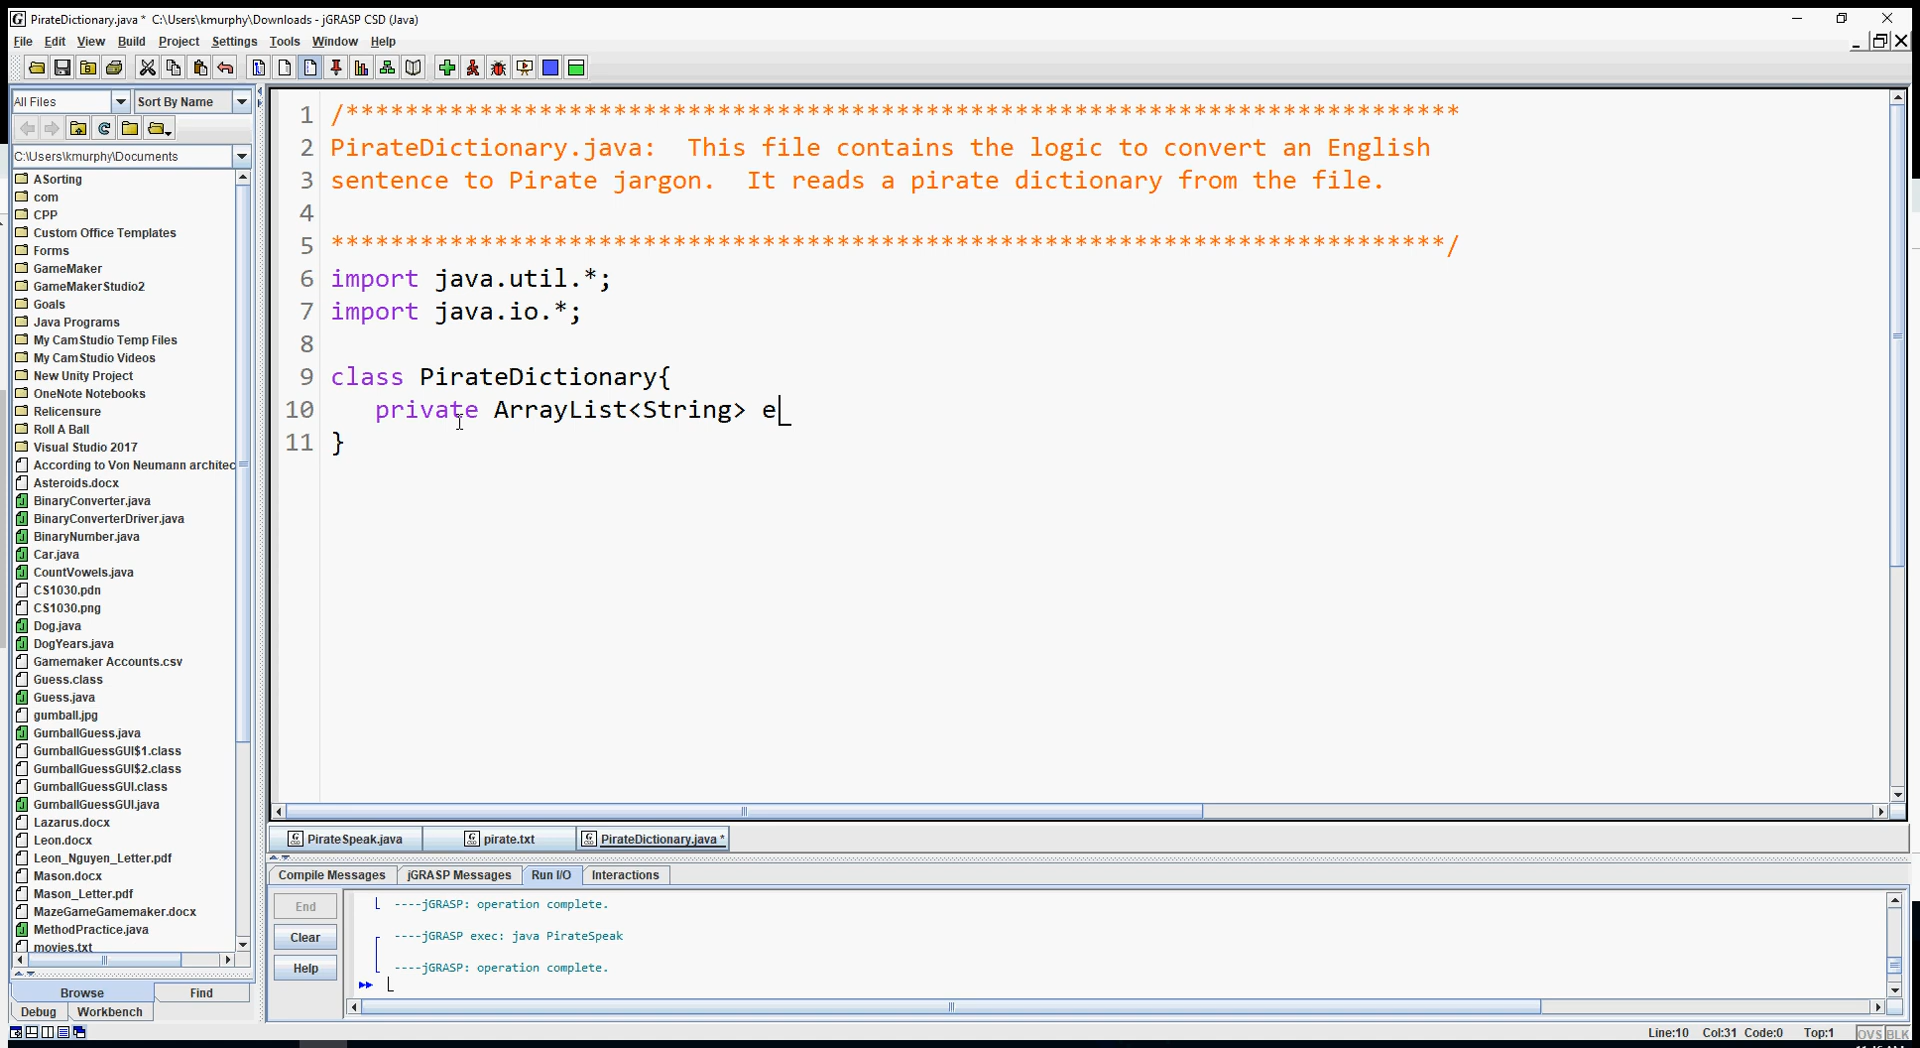 PirateDictionary.java * C:\Users\kmurphy\Downloads - jGRASP CSD (Java)
File Edit View Build Project Settings Tools Window Help
All Files
Sort By Name
C:\Users\kmurphy\Documents
ASorting
com
CPP
Custom Office Templates
Forms
GameMaker
GameMakerStudio2
Goals
Java Programs
My CamStudio Temp Files
My CamStudio Videos
New Unity Project
OneNote Notebooks
Relicensure
Roll A Ball
Visual Studio 2017
According to Von Neumann architec
Asteroids.docx
BinaryConverter.java
BinaryConverterDriver.java
BinaryNumber.java
Car.java
CountVowels.java
CS1030.pdn
CS1030.png
Dog.java
DogYears.java
Gamemaker Accounts.csv
Guess.class
Guess.java
gumball.jpg
GumballGuess.java
GumballGuessGUI$1.class
GumballGuessGUI$2.class
GumballGuessGUI.class
GumballGuessGUI.java
Lazarus.docx
Leon.docx
Leon_Nguyen_Letter.pdf
Mason.docx
Mason_Letter.pdf
MazeGameGamemaker.docx
MethodPractice.java
movies.txt
Browse Find
Debug Workbench
1 /***************************************************************************
2 PirateDictionary.java:  This file contains the logic to convert an English
3 sentence to Pirate jargon.  It reads a pirate dictionary from the file.
4
5 ***************************************************************************/
6 import java.util.*;
7 import java.io.*;
8
9 class PirateDictionary{
10    private ArrayList<String> e
11 }
PirateSpeak.java pirate.txt PirateDictionary.java *
Compile Messages jGRASP Messages Run I/O Interactions
End
Clear
Help
----jGRASP: operation complete.
----jGRASP exec: java PirateSpeak
----jGRASP: operation complete.
Line:10 Col:31 Code:0 Top:1 OVS BLK